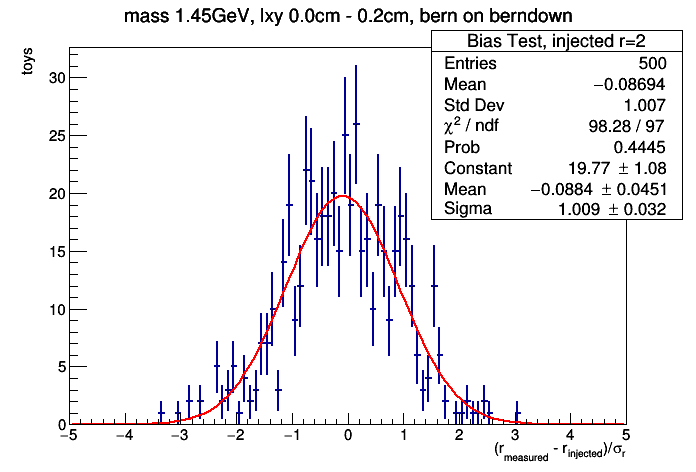 mass 1.45GeV, lxy 0.0cm - 0.2cm, bern on berndown
Bias Test, injected r=2
Entries 500
Mean −0.08694
Std Dev 1.007
χ² / ndf 98.28 / 97
Prob 0.4445
Constant 19.77 ± 1.08
Mean −0.0884 ± 0.0451
Sigma 1.009 ± 0.032
toys
30
25
20
15
10
5
0
−5 −4 −3 −2 −1 0 1 2 3 4 5
(r_measured - r_injected)/σ_r